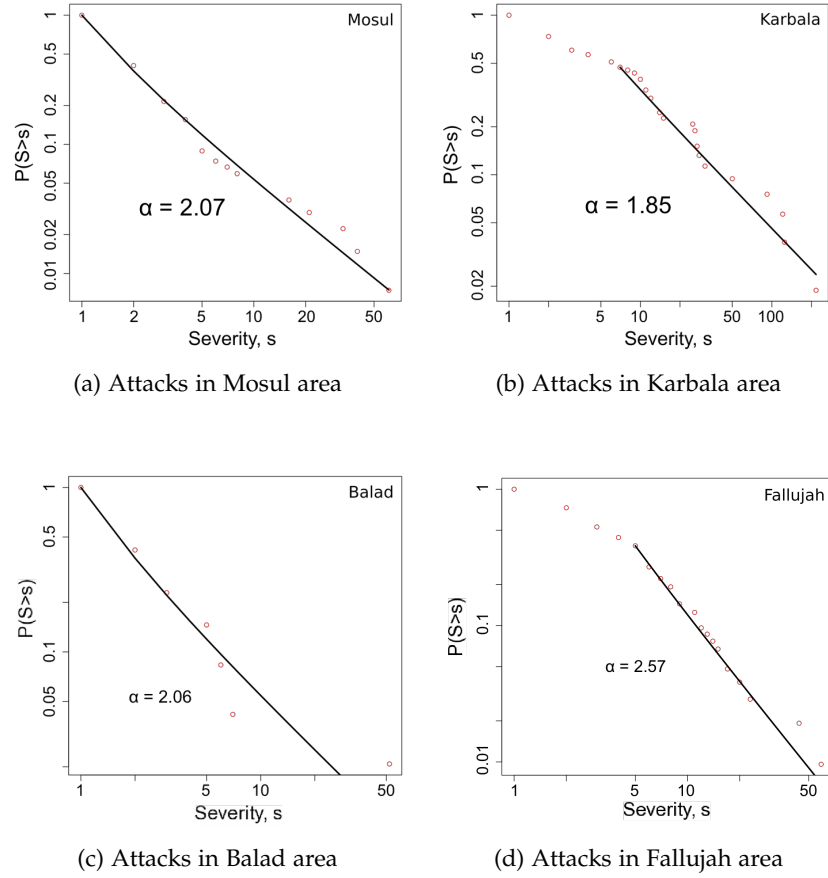 Mosul
P(S>s)
1
0.5
0.2
0.1
0.05
0.02
0.01
α = 2.07
1 2 5 10 20 50
Severity, s
(a) Attacks in Mosul area
Karbala
P(S>s)
1
0.5
0.2
0.1
0.05
0.02
α = 1.85
1 5 10 50 100
Severity, s
(b) Attacks in Karbala area
Balad
P(S>s)
1
0.5
0.1
0.05
α = 2.06
1 5 10 50
Severity, s
(c) Attacks in Balad area
Fallujah
P(S>s)
1
0.5
0.1
0.01
α = 2.57
1 5 10 50
Severity, s
(d) Attacks in Fallujah area